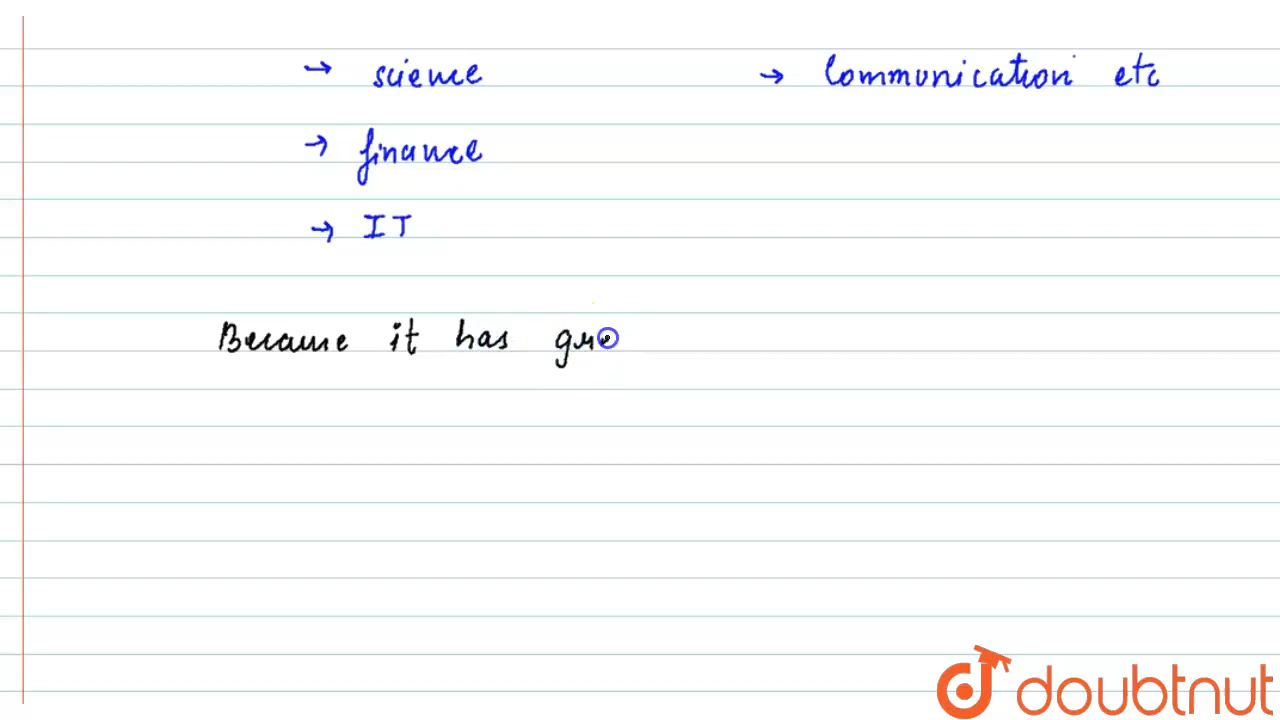 → science → Communication etc
→ finance
→ IT
Because it has
doubtnut